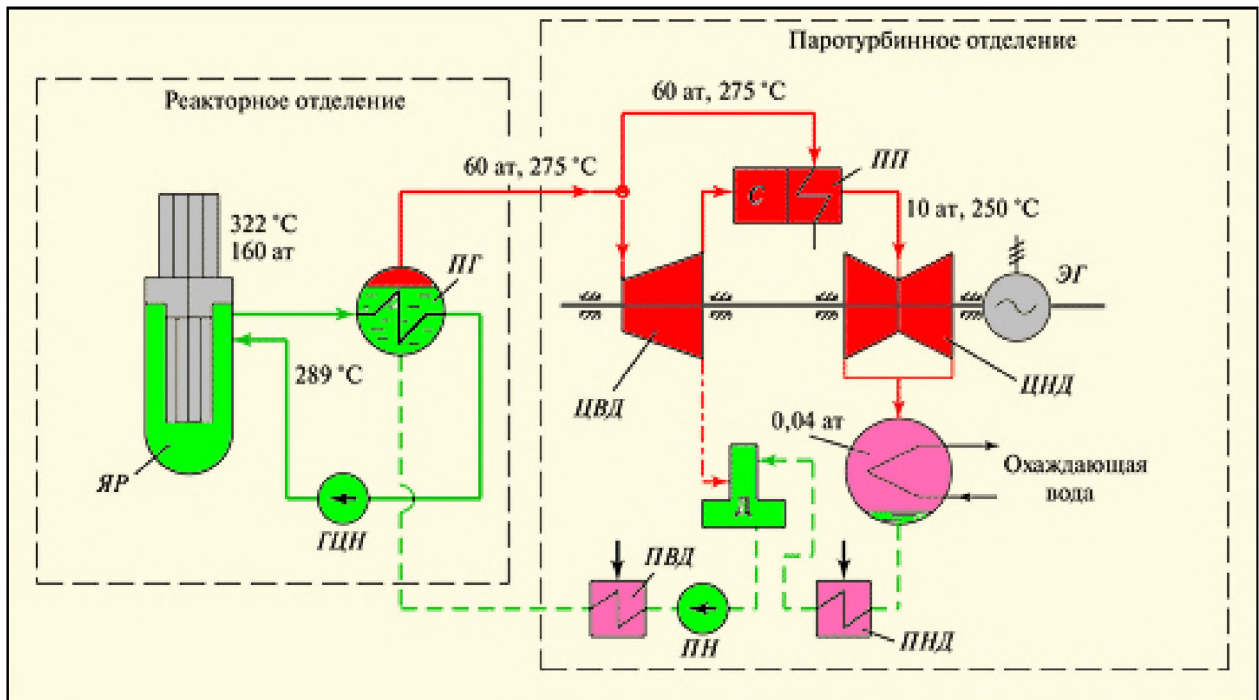 Паротурбинное отделение
Реакторное отделение
60 ат, 275 °С
60 ат, 275 °С
ПП
С
10 ат, 250 °С
322 °С
160 ат
ПГ
ЭГ
289 °С
ЦВД
ЦНД
0,04 ат
Охаждающая
вода
ЯР
Д
ГЦН
ПВД
ПН
ПНД